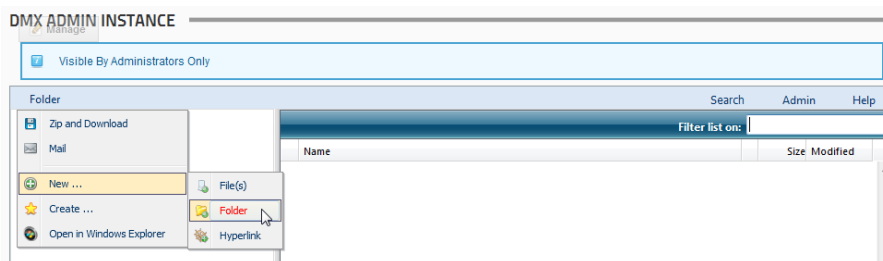 DMX ADMIN INSTANCE
Manage
Visible By Administrators Only
Folder Search Admin Help
Zip and Download
Filter list on:
Mail
Name Size Modified
New ...
File(s)
Create ...
Folder
Open in Windows Explorer
Hyperlink